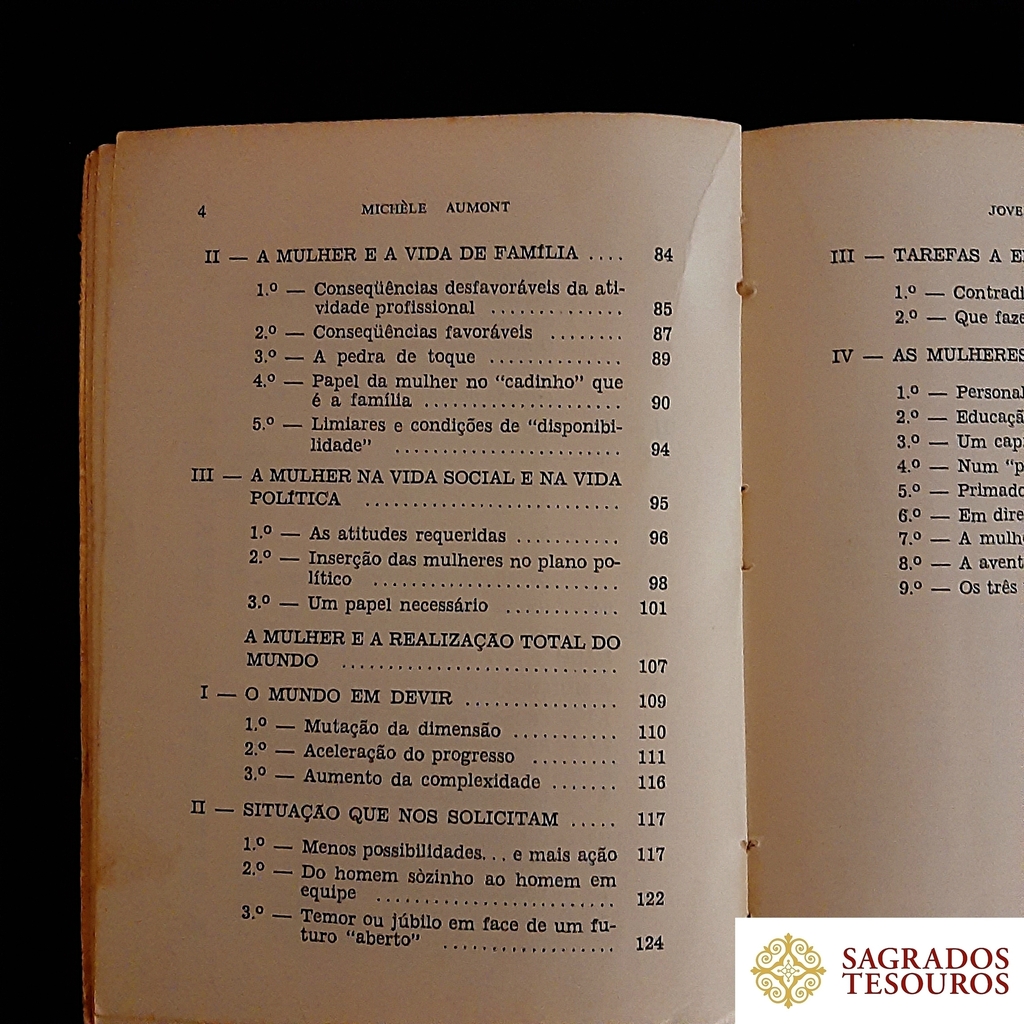 4 MICHÈLE AUMONT
II — A MULHER E A VIDA DE FAMÍLIA .... 84
1.º — Conseqüências desfavoráveis da ati-
vidade profissional .............. 85
2.º — Conseqüências favoráveis ........ 87
3.º — A pedra de toque .............. 89
4.º — Papel da mulher no "cadinho" que
é a família ..................... 90
5.º — Limiares e condições de "disponibi-
lidade" ........................ 94
III — A MULHER NA VIDA SOCIAL E NA VIDA
POLÍTICA ............................ 95
1.º — As atitudes requeridas ........... 96
2.º — Inserção das mulheres no plano po-
lítico ........................... 98
3.º — Um papel necessário ............ 101
A MULHER E A REALIZAÇÃO TOTAL DO
MUNDO .............................. 107
I — O MUNDO EM DEVIR ................ 109
1.º — Mutação da dimensão ........... 110
2.º — Aceleração do progresso ......... 111
3.º — Aumento da complexidade ....... 116
II — SITUAÇÃO QUE NOS SOLICITAM ..... 117
1.º — Menos possibilidades... e mais ação 117
2.º — Do homem sòzinho ao homem em
equipe .......................... 122
3.º — Temor ou júbilo em face de um fu-
turo "aberto" ................... 124
JOVE
III — TAREFAS A E
1.º — Contradi
2.º — Que faze
IV — AS MULHERES
1.º — Personal
2.º — Educaçã
3.º — Um cap
4.º — Num "p
5.º — Primado
6.º — Em dire
7.º — A mulh
8.º — A avent
9.º — Os três
SAGRADOS
TESOUROS